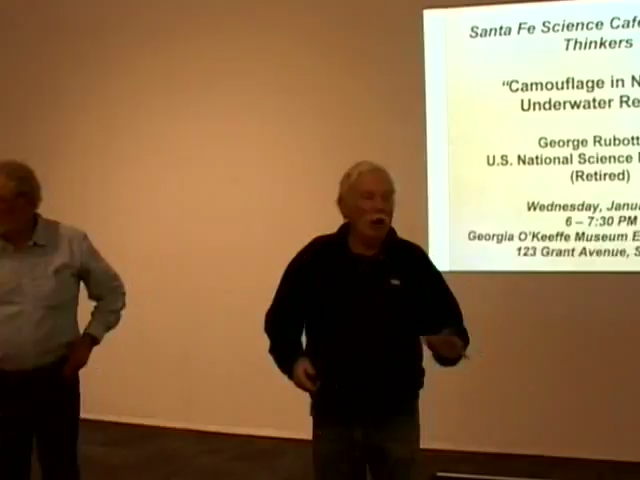 Santa Fe Science Cafe
Thinkers
"Camouflage in N
Underwater Re
George Rubott
U.S. National Science
(Retired)
Wednesday, Janua
6 – 7:30 PM
Georgia O'Keeffe Museum E
123 Grant Avenue, S